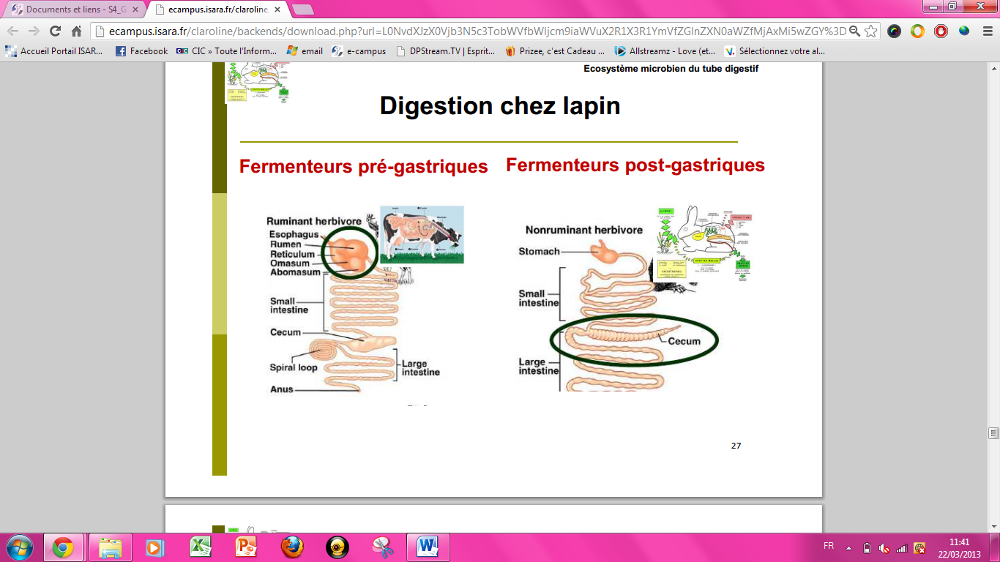 Documents et liens - S4_G
ecampus.isara.fr/claroline
ecampus.isara.fr/claroline/backends/download.php?url=L0NvdXJzX0Vjb3N5c3TobWVfbWljcm9iaWVuX2R1X3R1YmVfZGlnZXN0aWZfMjAxMi5wZGY%3D
Accueil Portail ISAR...
Facebook
CIC » Toute l'Inform...
email
e-campus
DPStream.TV | Esprit...
Prizee, c'est Cadeau ...
Allstreamz - Love (et...
Sélectionnez votre al...
Ecosystème microbien du tube digestif
Digestion chez lapin
Fermenteurs pré-gastriques
Fermenteurs post-gastriques
Ruminant herbivore
Esophagus
Rumen
Reticulum
Omasum
Abomasum
Small
intestine
Cecum
Spiral loop
Large
intestine
Anus
Nonruminant herbivore
Stomach
Small
intestine
Cecum
Large
intestine
27
FR
11:41
22/03/2013